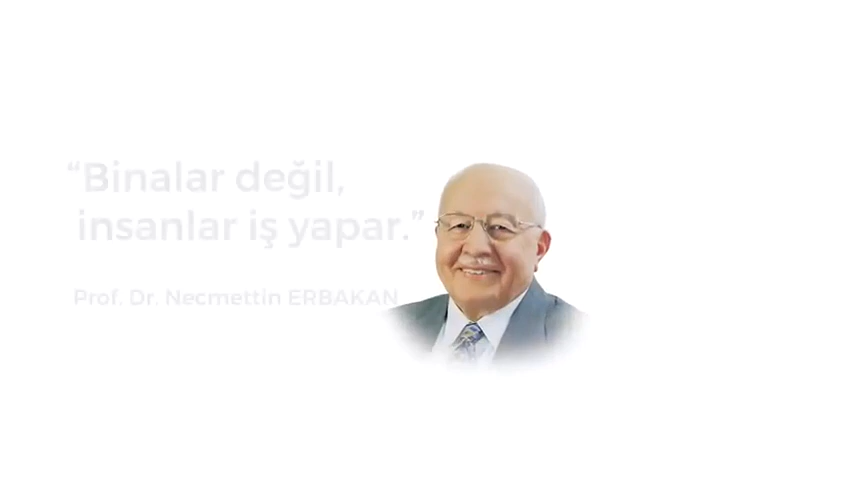 “Binalar değil,
insanlar iş yapar.”
Prof. Dr. Necmettin ERBAKAN